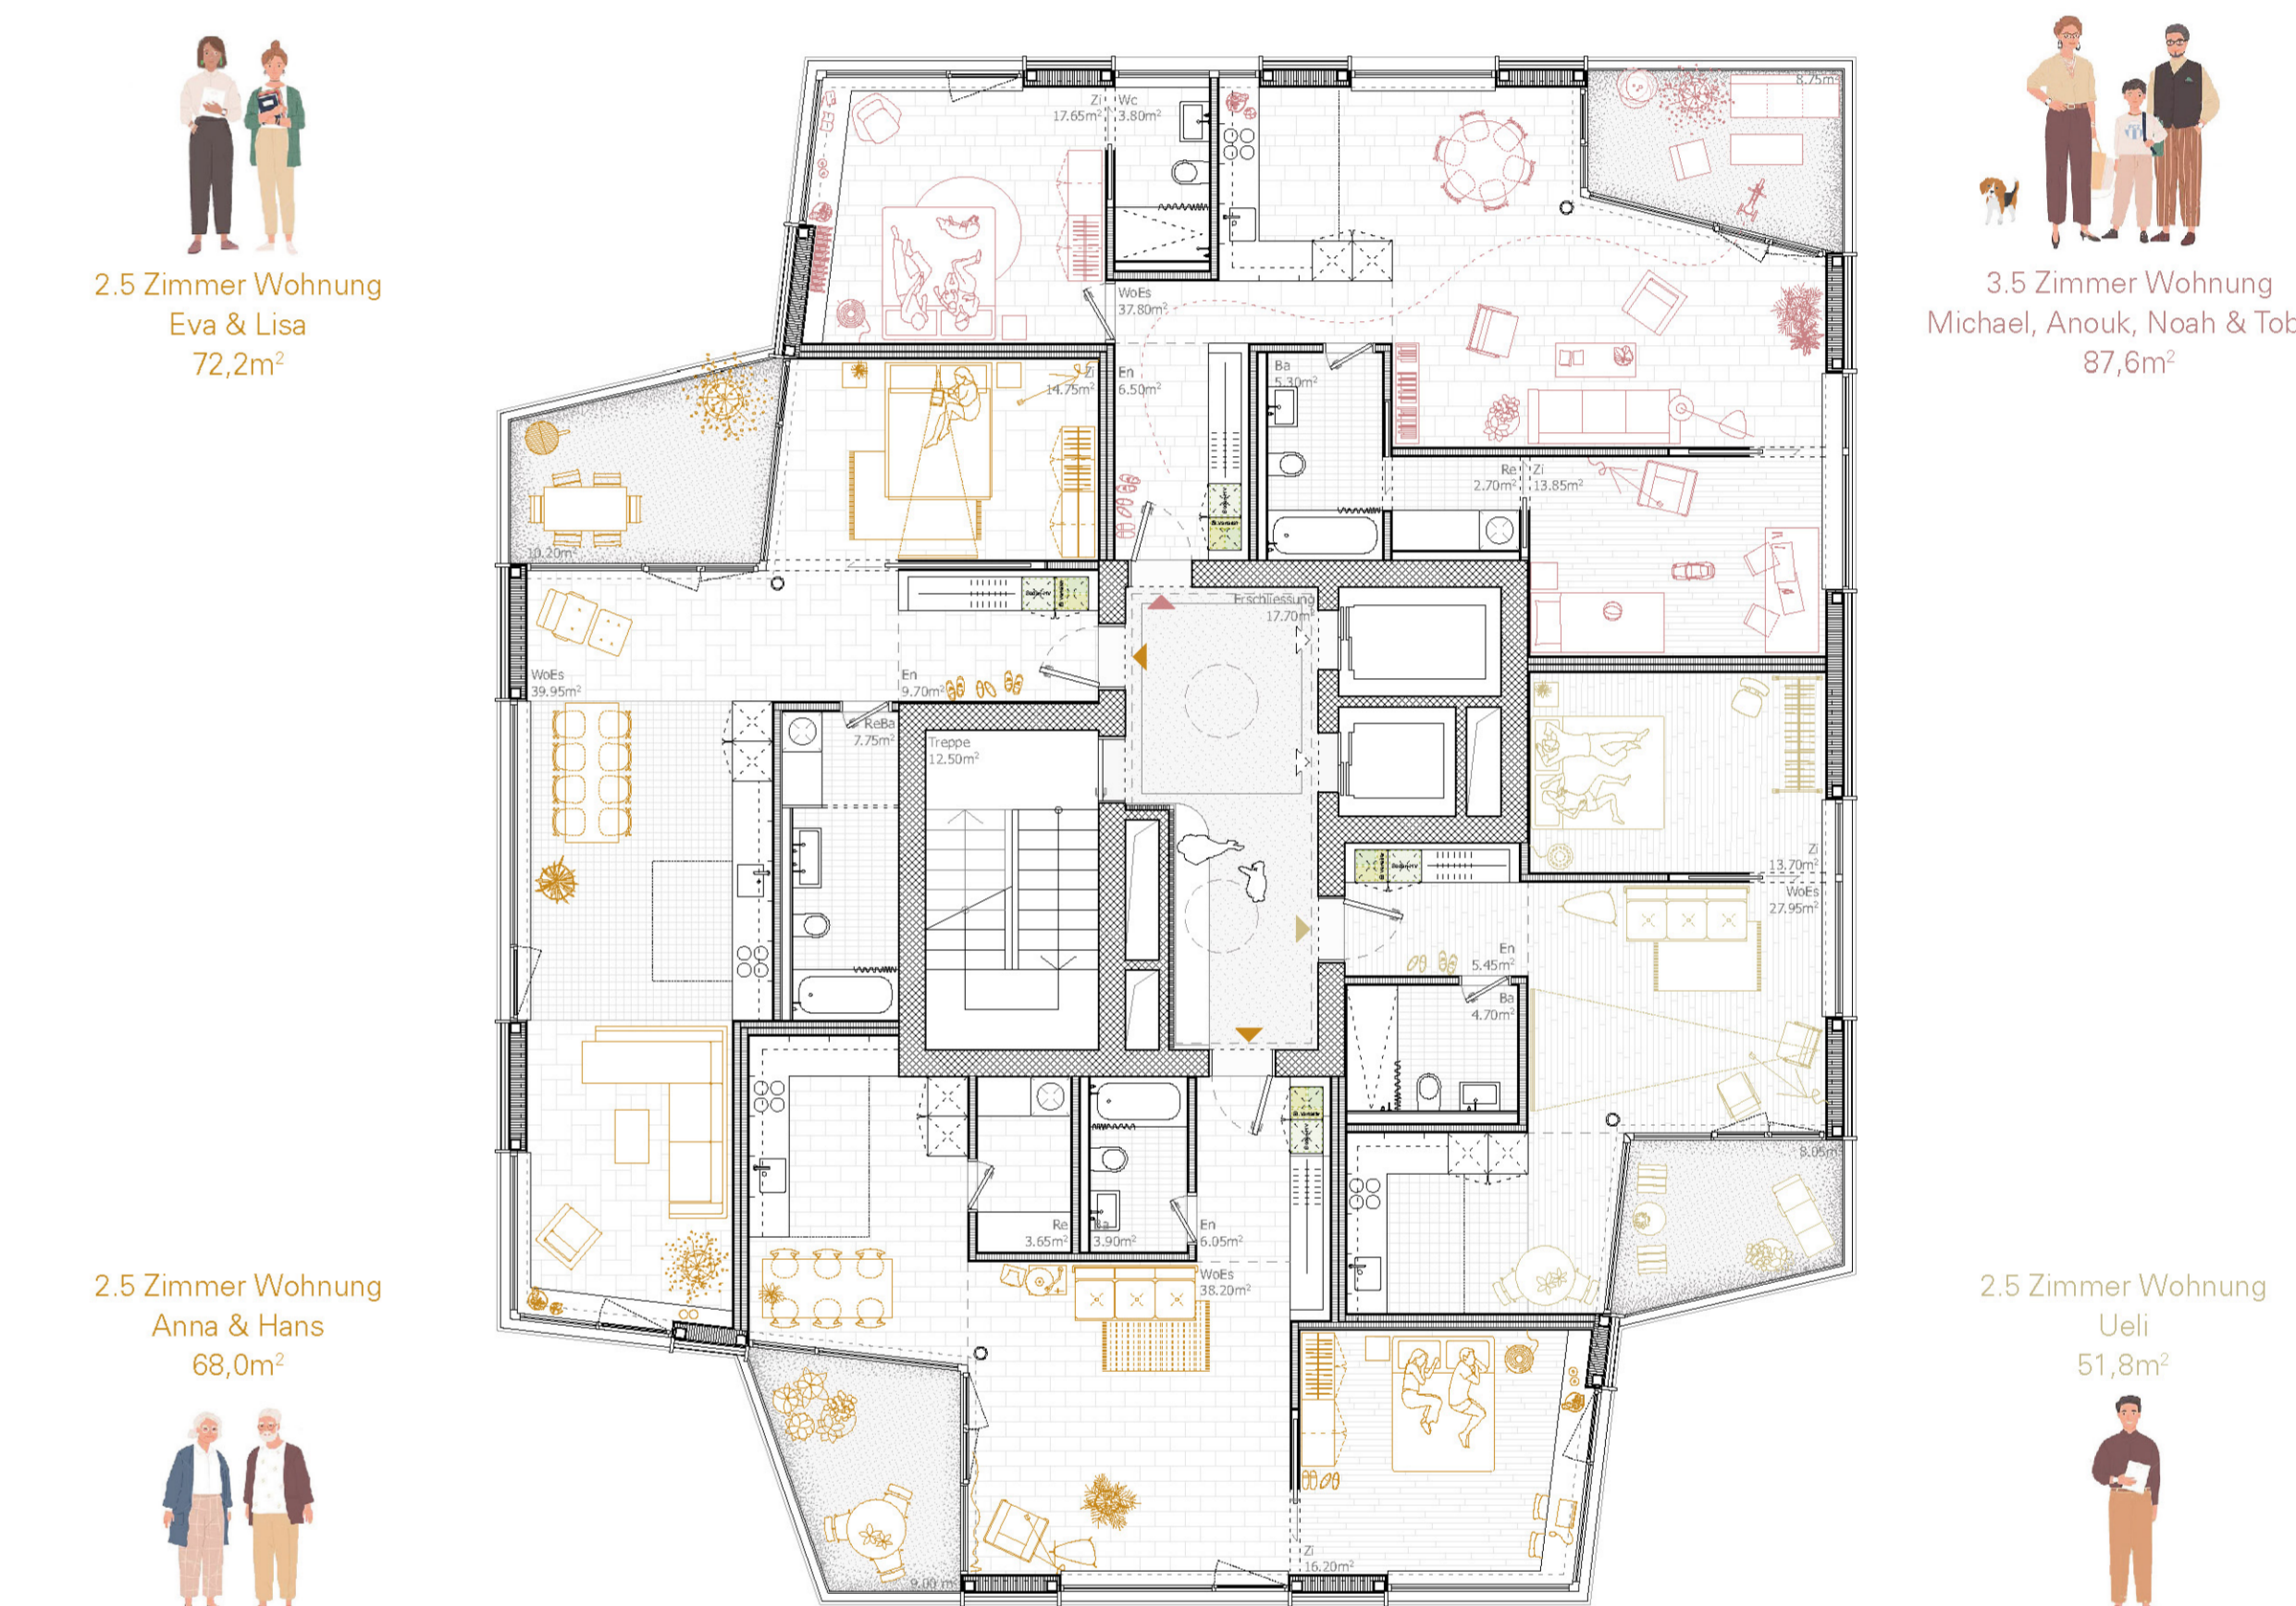 2.5 Zimmer Wohnung
Eva & Lisa
72,2m²
3.5 Zimmer Wohnung
Michael, Anouk, Noah & Tob
87,6m²
Zi
17.65m²
Wc
3.80m²
8.75m²
WoEs
37.80m²
Zi
14.75m²
En
6.50m²
Ba
5.30m²
Re
2.70m²
Zi
13.85m²
10.20m²
Erschliessung
17.70m²
WoEs
39.95m²
En
9.70m²
ReBa
7.75m²
Treppe
12.50m²
Zi
13.70m²
WoEs
27.95m²
En
5.45m²
Ba
4.70m²
8.05m²
Re
3.65m²
Ba
3.90m²
En
6.05m²
WoEs
38.20m²
Zi
16.20m²
9.00 m²
2.5 Zimmer Wohnung
Anna & Hans
68,0m²
2.5 Zimmer Wohnung
Ueli
51,8m²